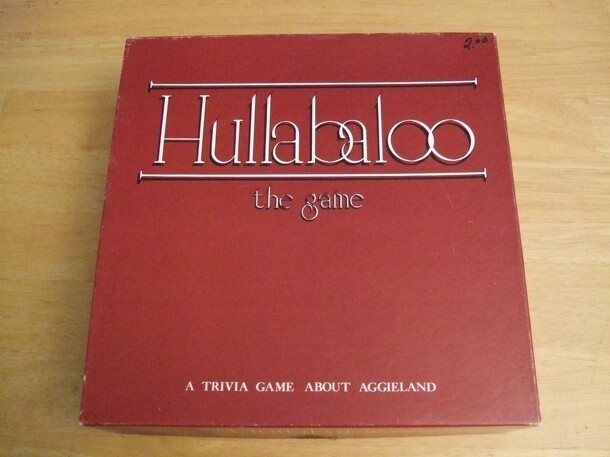 2.00
Hullabaloo
the game
A TRIVIA GAME ABOUT AGGIELAND